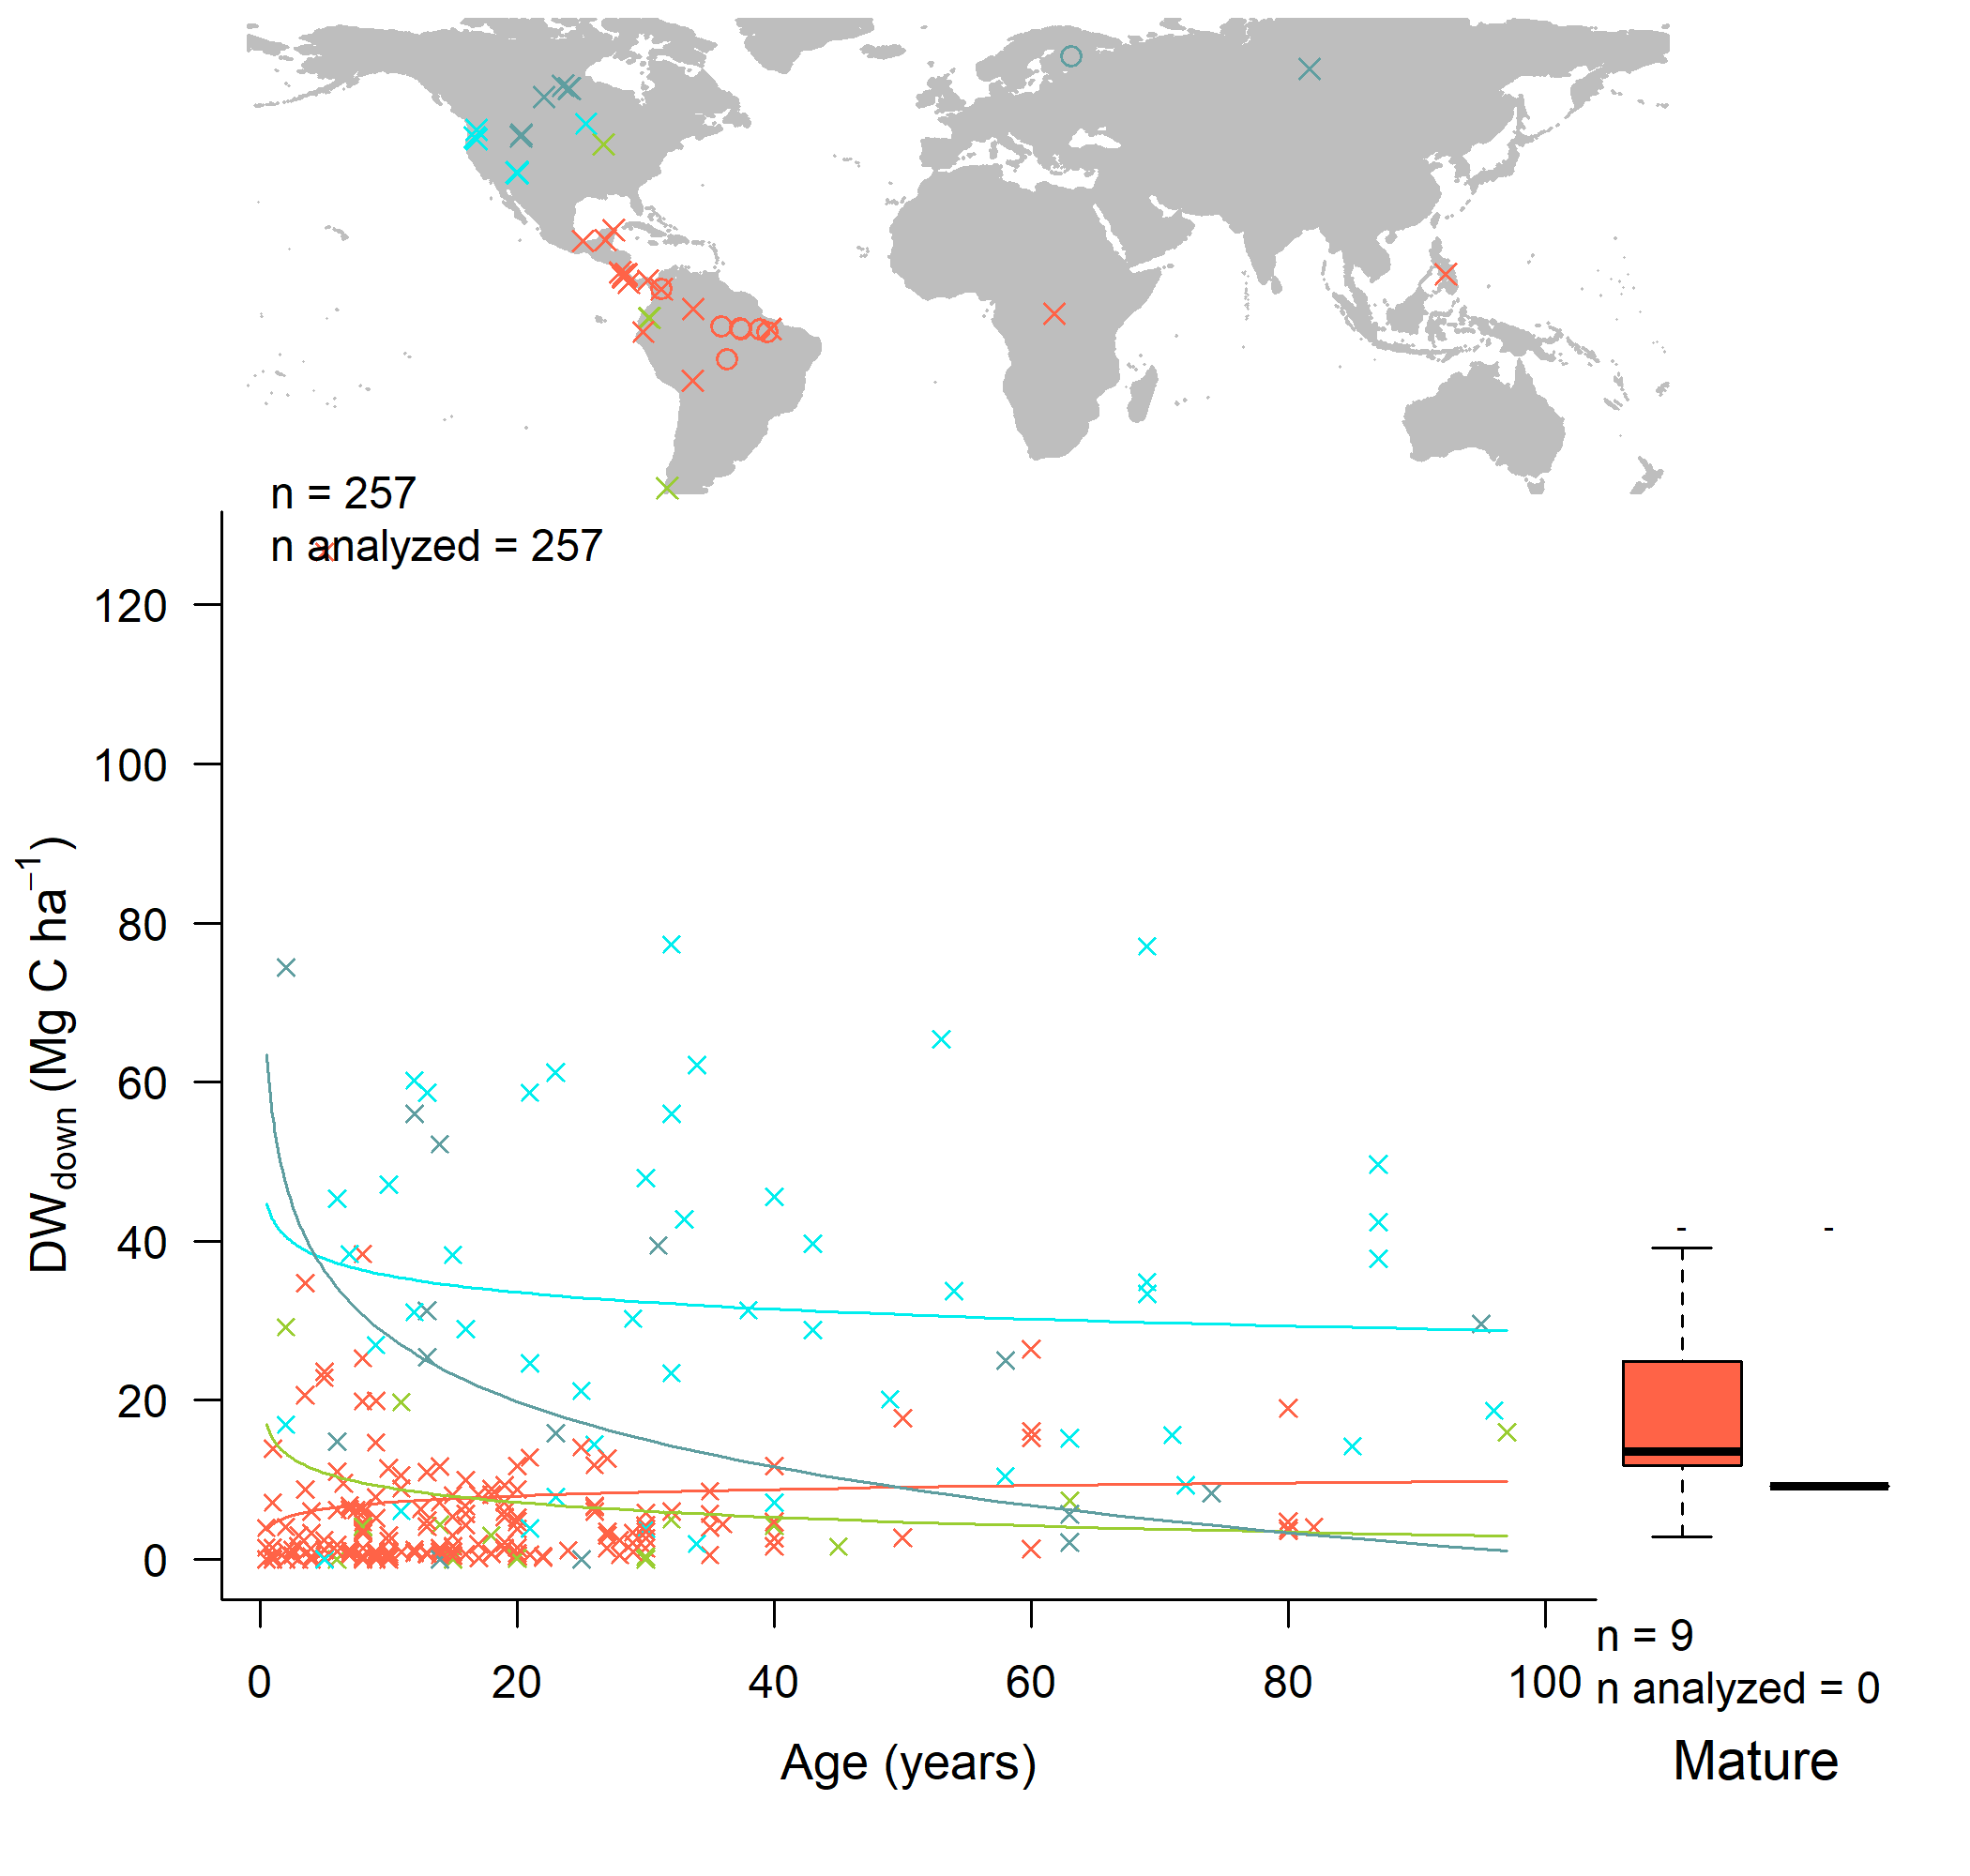 n = 257
n analyzed = 257
120
100
80
60
40
20
0
DWdown (Mg C ha−1)
- -
0 20 40 60 80 100
Age (years)
n = 9
n analyzed = 0
Mature